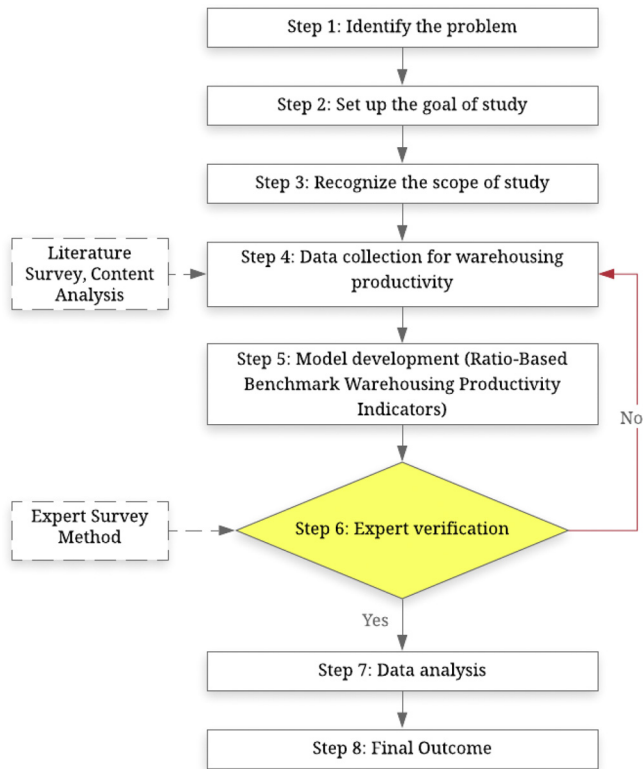 Step 1: Identify the problem
Step 2: Set up the goal of study
Step 3: Recognize the scope of study
Literature
Survey, Content
Analysis
Step 4: Data collection for warehousing
productivity
Step 5: Model development (Ratio-Based
Benchmark Warehousing Productivity
Indicators)
No
Expert Survey
Method
Step 6: Expert verification
Yes
Step 7: Data analysis
Step 8: Final Outcome